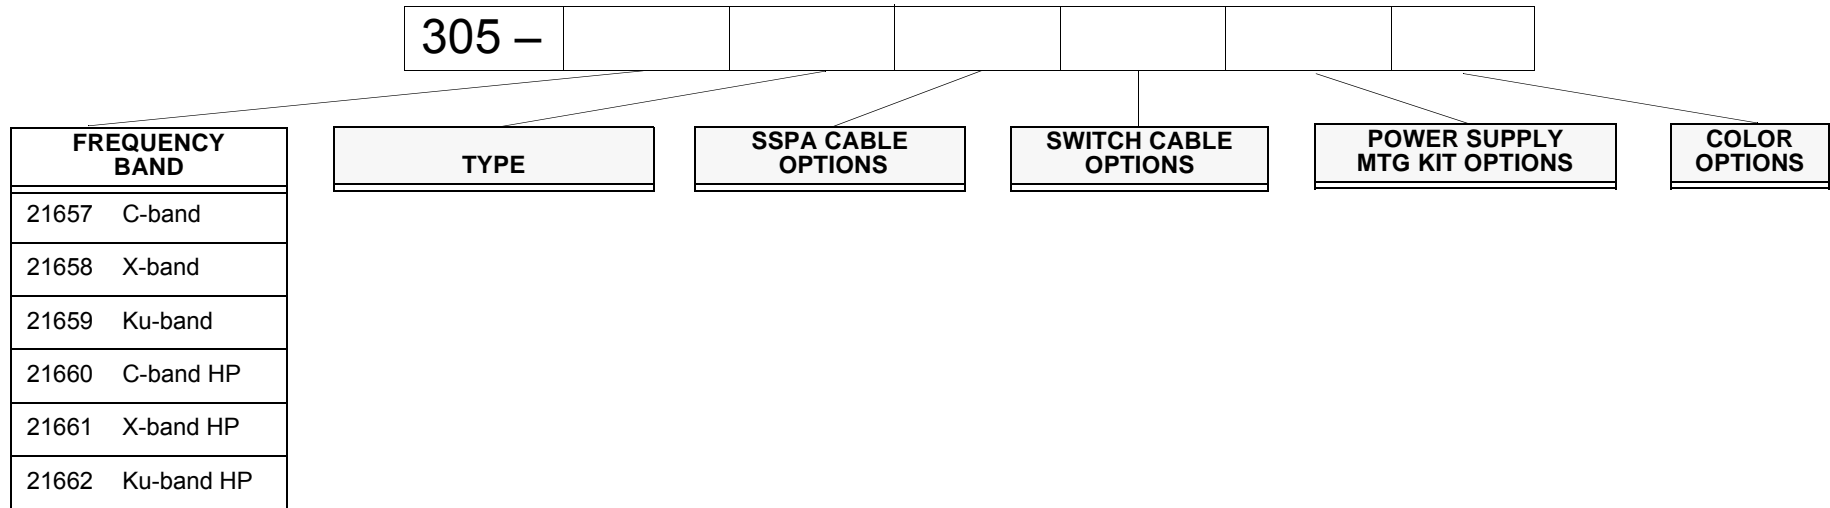 305 –
FREQUENCY
BAND
TYPE
SSPA CABLE
OPTIONS
SWITCH CABLE
OPTIONS
POWER SUPPLY
MTG KIT OPTIONS
COLOR
OPTIONS
21657 C-band
21658 X-band
21659 Ku-band
21660 C-band HP
21661 X-band HP
21662 Ku-band HP